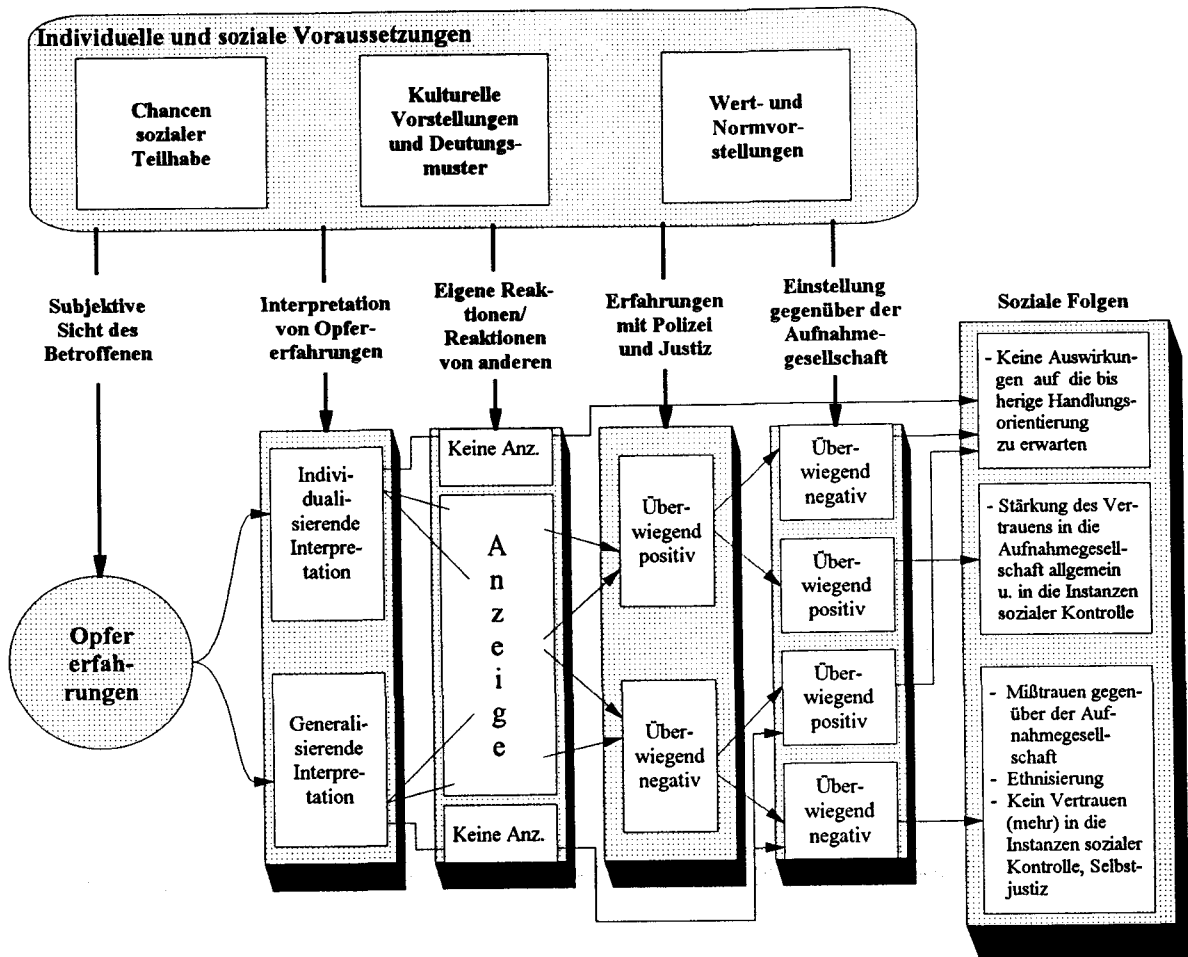 Individuelle und soziale Voraussetzungen
Chancen
sozialer
Teilhabe
Kulturelle
Vorstellungen
und Deutungs-
muster
Wert- und
Normvor-
stellungen
Subjektive
Sicht des
Betroffenen
Interpretation
von Opfer-
erfahrungen
Eigene Reak-
tionen/
Reaktionen
von anderen
Erfahrungen
mit Polizei
und Justiz
Einstellung
gegenüber der
Aufnahme-
gesellschaft
Soziale Folgen
Opfer
erfah-
rungen
Indivi-
duali-
sierende
Interpre-
tation
Generali-
sierende
Interpre-
tation
Keine Anz.
A
n
z
e
i
g
e
Keine Anz.
Über-
wiegend
positiv
Über-
wiegend
negativ
Über-
wiegend
negativ
Über-
wiegend
positiv
Über-
wiegend
positiv
Über-
wiegend
negativ
- Keine Auswirkun-
gen auf die bis
herige Handlungs-
orientierung
zu erwarten
- Stärkung des Ver-
trauens in die
Aufnahmegesell-
schaft allgemein
u. in die Instanzen
sozialer Kontrolle
- Mißtrauen gegen-
über der Auf-
nahmegesell-
schaft
- Ethnisierung
- Kein Vertrauen
(mehr) in die
Instanzen sozialer
Kontrolle, Selbst-
justiz